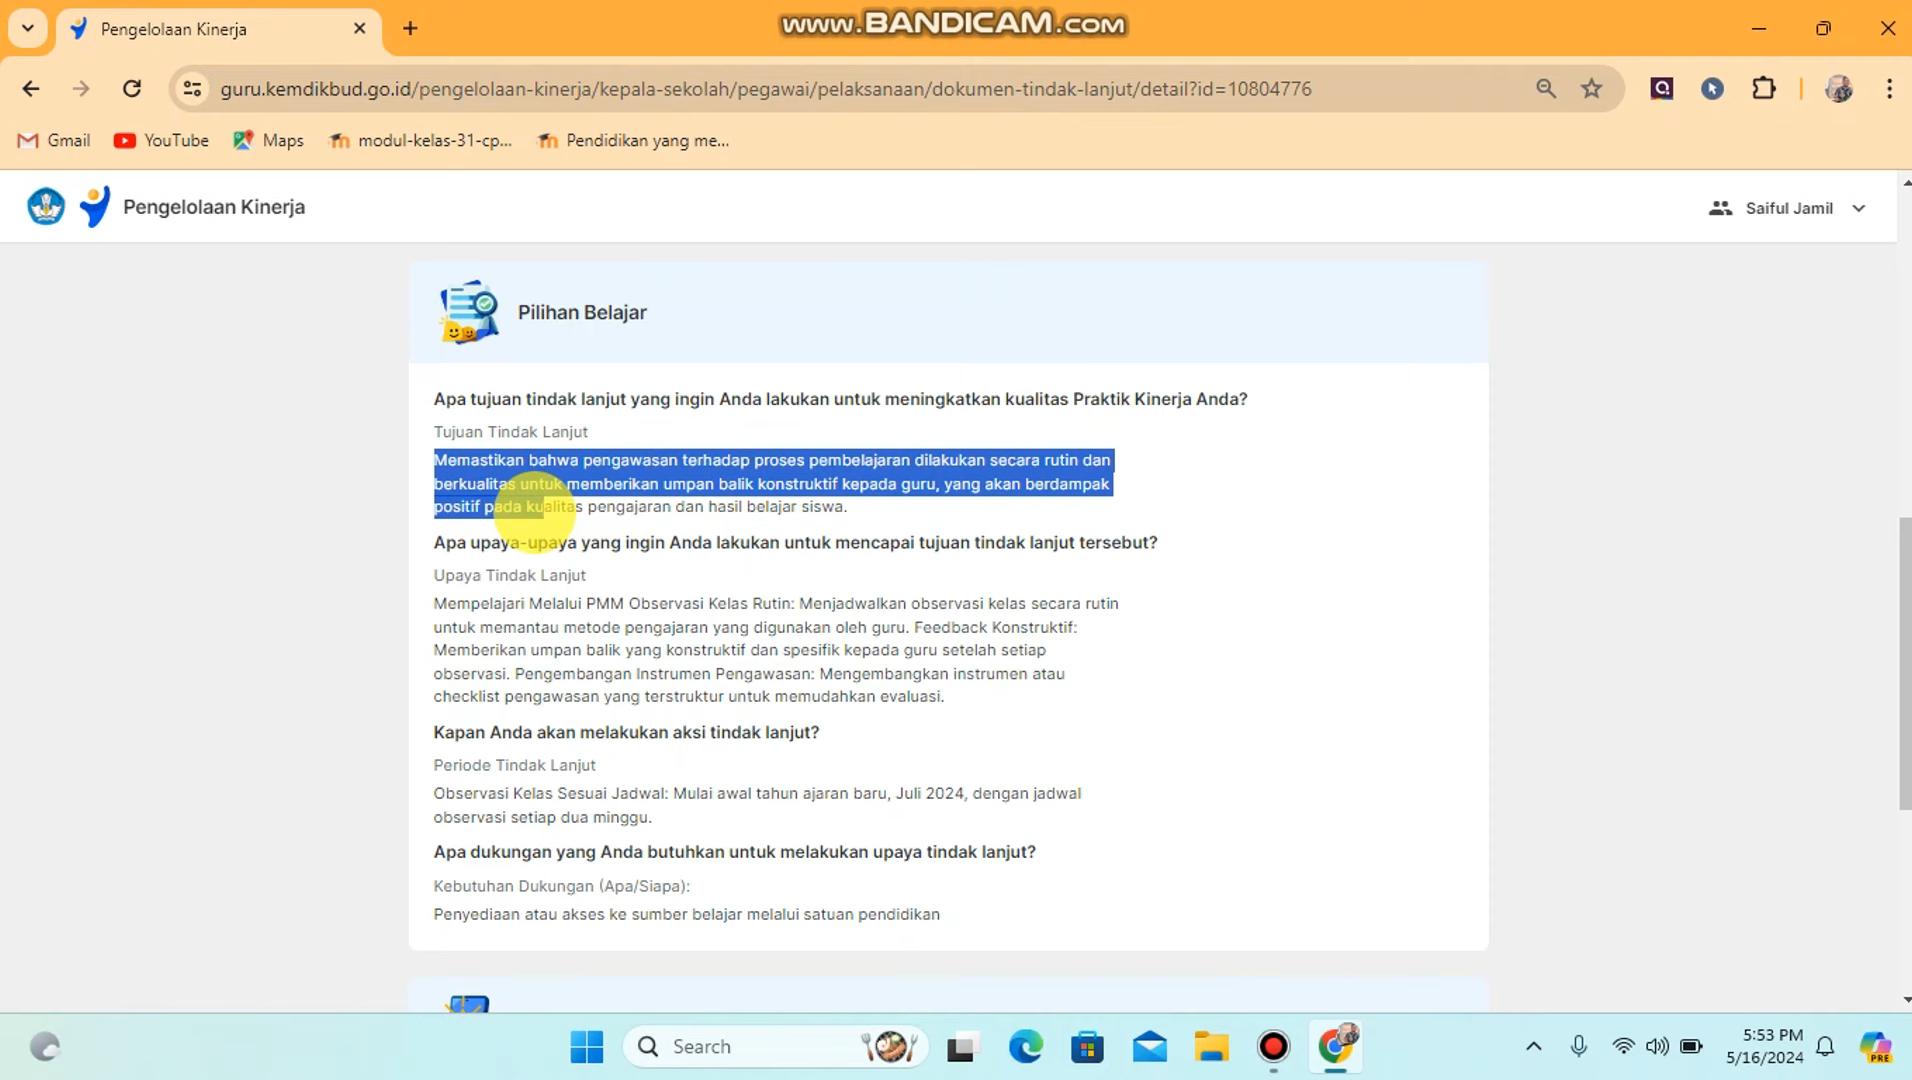 Pengelolaan Kinerja
www.BANDICAM.com
guru.kemdikbud.go.id/pengelolaan-kinerja/kepala-sekolah/pegawai/pelaksanaan/dokumen-tindak-lanjut/detail?id=10804776
Gmail YouTube Maps modul-kelas-31-cp... Pendidikan yang me...
Pengelolaan Kinerja
Saiful Jamil
Pilihan Belajar
Apa tujuan tindak lanjut yang ingin Anda lakukan untuk meningkatkan kualitas Praktik Kinerja Anda?
Tujuan Tindak Lanjut
Memastikan bahwa pengawasan terhadap proses pembelajaran dilakukan secara rutin dan
berkualitas untuk memberikan umpan balik konstruktif kepada guru, yang akan berdampak
positif pada kualitas pengajaran dan hasil belajar siswa.
Apa upaya-upaya yang ingin Anda lakukan untuk mencapai tujuan tindak lanjut tersebut?
Upaya Tindak Lanjut
Mempelajari Melalui PMM Observasi Kelas Rutin: Menjadwalkan observasi kelas secara rutin
untuk memantau metode pengajaran yang digunakan oleh guru. Feedback Konstruktif:
Memberikan umpan balik yang konstruktif dan spesifik kepada guru setelah setiap
observasi. Pengembangan Instrumen Pengawasan: Mengembangkan instrumen atau
checklist pengawasan yang terstruktur untuk memudahkan evaluasi.
Kapan Anda akan melakukan aksi tindak lanjut?
Periode Tindak Lanjut
Observasi Kelas Sesuai Jadwal: Mulai awal tahun ajaran baru, Juli 2024, dengan jadwal
observasi setiap dua minggu.
Apa dukungan yang Anda butuhkan untuk melakukan upaya tindak lanjut?
Kebutuhan Dukungan (Apa/Siapa):
Penyediaan atau akses ke sumber belajar melalui satuan pendidikan
Search
5:53 PM
5/16/2024
PRE